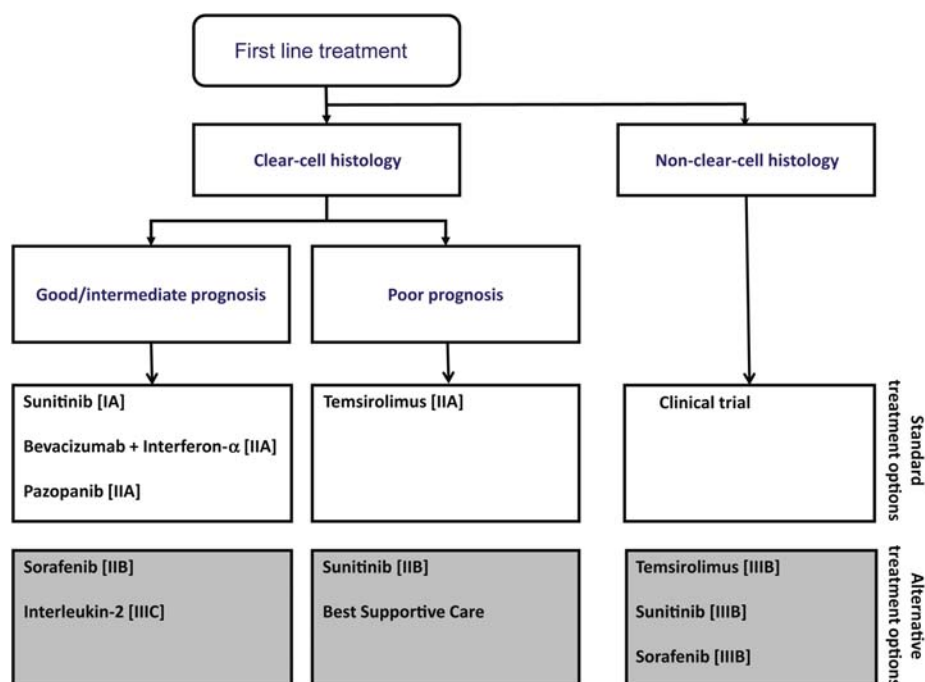 First line treatment
Clear-cell histology
Non-clear-cell histology
Good/intermediate prognosis
Poor prognosis
Sunitinib [IA]
Bevacizumab + Interferon-α [IIA]
Pazopanib [IIA]
Temsirolimus [IIA]
Clinical trial
Standard
treatment options
Sorafenib [IIB]
Interleukin-2 [IIIC]
Sunitinib [IIB]
Best Supportive Care
Temsirolimus [IIIB]
Sunitinib [IIIB]
Sorafenib [IIIB]
Alternative
treatment options